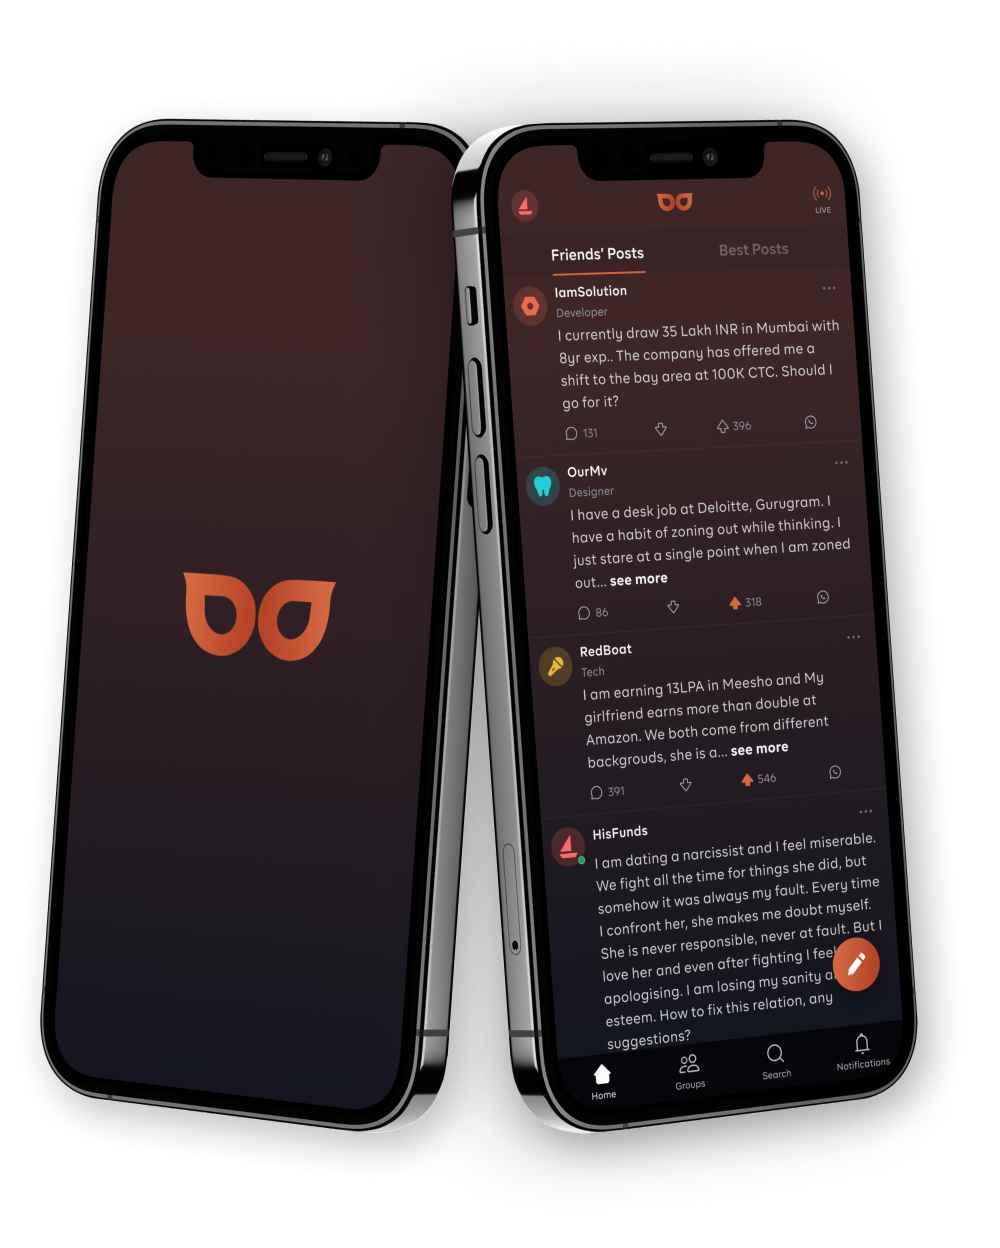 LIVE
Friends' Posts
Best Posts
IamSolution
Developer
I currently draw 35 Lakh INR in Mumbai with
8yr exp.. The company has offered me a
shift to the bay area at 100K CTC. Should I
go for it?
131
396
OurMv
Designer
I have a desk job at Deloitte, Gurugram. I
have a habit of zoning out while thinking. I
just stare at a single point when I am zoned
out... see more
86
318
RedBoat
Tech
I am earning 13LPA in Meesho and My
girlfriend earns more than double at
Amazon. We both come from different
backgrouds, she is a... see more
391
546
HisFunds
I am dating a narcissist and I feel miserable.
We fight all the time for things she did, but
somehow it was always my fault. Every time
I confront her, she makes me doubt myself.
She is never responsible, never at fault. But I
love her and even after fighting I feel
apologising. I am losing my sanity
esteem. How to fix this relation, any
suggestions?
Home
Groups
Search
Notifications